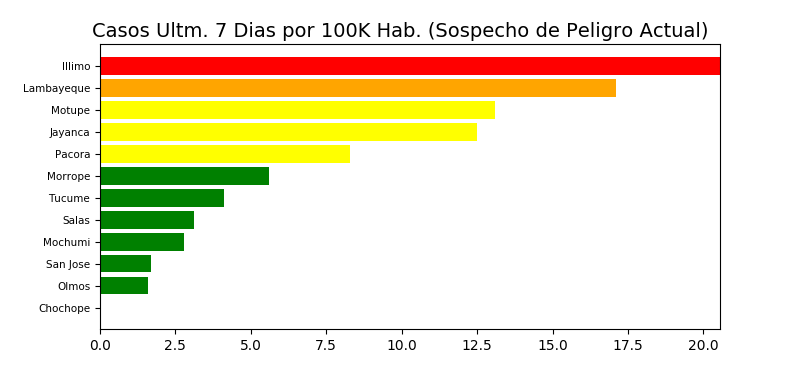 Casos Ultm. 7 Dias por 100K Hab. (Sospecho de Peligro Actual)
Illimo
Lambayeque
Motupe
Jayanca
Pacora
Morrope
Tucume
Salas
Mochumi
San Jose
Olmos
Chochope
0.0 2.5 5.0 7.5 10.0 12.5 15.0 17.5 20.0